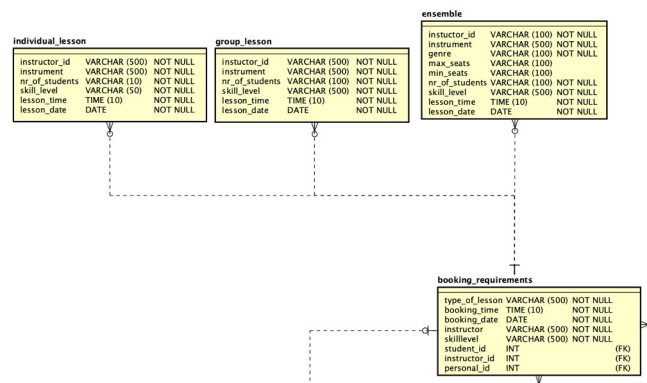 individual_lesson
instructor_id VARCHAR (500) NOT NULL
instrument VARCHAR (500) NOT NULL
nr_of_students VARCHAR (10) NOT NULL
skill_level VARCHAR (50) NOT NULL
lesson_time TIME (10) NOT NULL
lesson_date DATE NOT NULL
group_lesson
instuctor_id VARCHAR (500) NOT NULL
instrument VARCHAR (500) NOT NULL
nr_of_students VARCHAR (100) NOT NULL
skill_level VARCHAR (500) NOT NULL
lesson_time TIME (10) NOT NULL
lesson_date DATE NOT NULL
ensemble
instuctor_id VARCHAR (100) NOT NULL
instrument VARCHAR (500) NOT NULL
genre VARCHAR (100) NOT NULL
max_seats VARCHAR (100)
min_seats VARCHAR (100)
nr_of_students VARCHAR (100) NOT NULL
skill_level VARCHAR (500) NOT NULL
lesson_time TIME (10) NOT NULL
lesson_date DATE NOT NULL
booking_requirements
type_of_lesson VARCHAR (500) NOT NULL
booking_time TIME (10) NOT NULL
booking_date DATE NOT NULL
instructor VARCHAR (500) NOT NULL
skilllevel VARCHAR (500) NOT NULL
student_id INT (FK)
instructor_id INT (FK)
personal_id INT (FK)